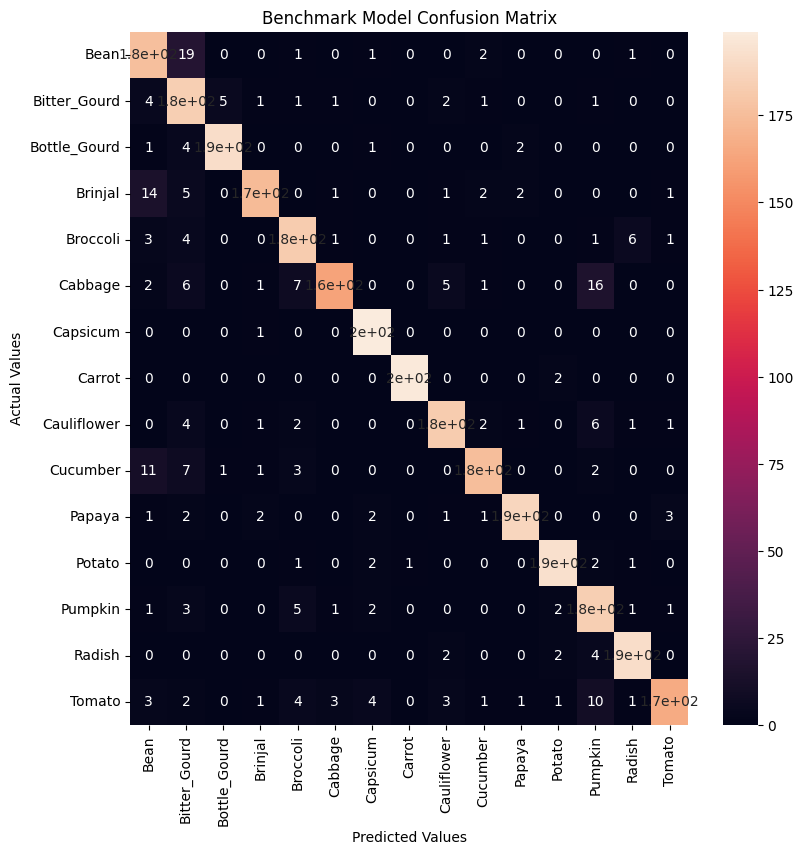 Benchmark Model Confusion Matrix
Bean 1.8e+02 19 0 0 1 0 1 0 0 2 0 0 0 1 0
Bitter_Gourd 4 1.8e+02 5 1 1 1 0 0 2 1 0 0 1 0 0
Bottle_Gourd 1 4 1.9e+02 0 0 0 1 0 0 0 2 0 0 0 0
Brinjal 14 5 0 1.7e+02 0 1 0 0 1 2 2 0 0 0 1
Broccoli 3 4 0 0 1.8e+02 1 0 0 1 1 0 0 1 6 1
Cabbage 2 6 0 1 7 1.6e+02 0 0 5 1 0 0 16 0 0
Capsicum 0 0 0 1 0 0 2e+02 0 0 0 0 0 0 0 0
Carrot 0 0 0 0 0 0 0 2e+02 0 0 0 2 0 0 0
Cauliflower 0 4 0 1 2 0 0 0 1.8e+02 2 1 0 6 1 1
Cucumber 11 7 1 1 3 0 0 0 0 1.8e+02 0 0 2 0 0
Papaya 1 2 0 2 0 0 2 0 1 1 1.9e+02 0 0 0 3
Potato 0 0 0 0 1 0 2 1 0 0 0 1.9e+02 2 1 0
Pumpkin 1 3 0 0 5 1 2 0 0 0 0 2 1.8e+02 1 1
Radish 0 0 0 0 0 0 0 0 2 0 0 2 4 1.9e+02 0
Tomato 3 2 0 1 4 3 4 0 3 1 1 1 10 1 1.7e+02
Bean Bitter_Gourd Bottle_Gourd Brinjal Broccoli Cabbage Capsicum Carrot Cauliflower Cucumber Papaya Potato Pumpkin Radish Tomato
Predicted Values
Actual Values
175
150
125
100
75
50
25
0